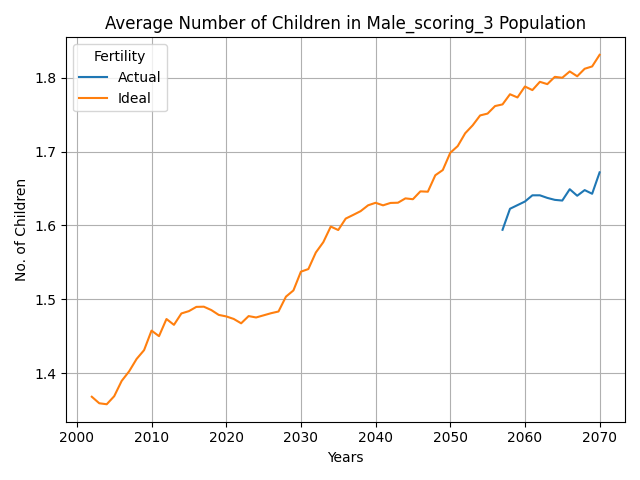 Average Number of Children in Male_scoring_3 Population
Fertility
Actual
Ideal
No. of Children
1.8
1.7
1.6
1.5
1.4
2000 2010 2020 2030 2040 2050 2060 2070
Years